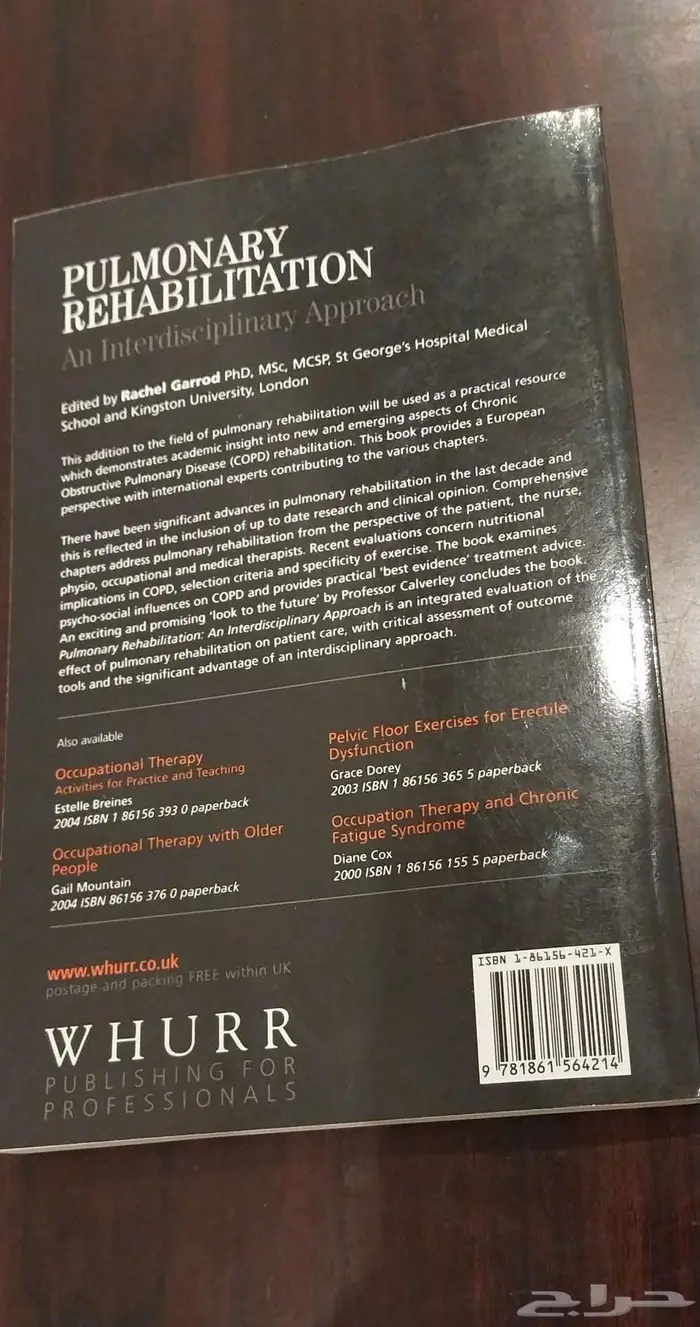 PULMONARY
REHABILITATION
An Interdisciplinary Approach
Edited by Rachel Garrod PhD, MSc, MCSP, St George's Hospital Medical
School and Kingston University, London
This addition to the field of pulmonary rehabilitation will be used as a practical resource
which demonstrates academic insight into new and emerging aspects of Chronic
Obstructive Pulmonary Disease (COPD) rehabilitation. This book provides a European
perspective with international experts contributing to the various chapters.
There have been significant advances in pulmonary rehabilitation in the last decade and
this is reflected in the inclusion of up to date research and clinical opinion. Comprehensive
chapters address pulmonary rehabilitation from the perspective of the patient, the nurse,
physio, occupational and medical therapists. Recent evaluations concern nutritional
implications in COPD, selection criteria and specificity of exercise. The book examines
psycho-social influences on COPD and provides practical 'best evidence' treatment advice.
An exciting and promising 'look to the future' by Professor Calverley concludes the book.
Pulmonary Rehabilitation: An Interdisciplinary Approach is an integrated evaluation of the
effect of pulmonary rehabilitation on patient care, with critical assessment of outcome
tools and the significant advantage of an interdisciplinary approach.
Also available
Occupational Therapy
Activities for Practice and Teaching
Estelle Breines
2004 ISBN 1 86156 393 0 paperback
Occupational Therapy with Older
People
Gail Mountain
2004 ISBN 86156 376 0 paperback
Pelvic Floor Exercises for Erectile
Dysfunction
Grace Dorey
2003 ISBN 1 86156 365 5 paperback
Occupation Therapy and Chronic
Fatigue Syndrome
Diane Cox
2000 ISBN 1 86156 155 5 paperback
www.whurr.co.uk
postage and packing FREE within UK
WHURR
PUBLISHING FOR
PROFESSIONALS
ISBN 1-86156-421-X
9 781861 564214
حراج